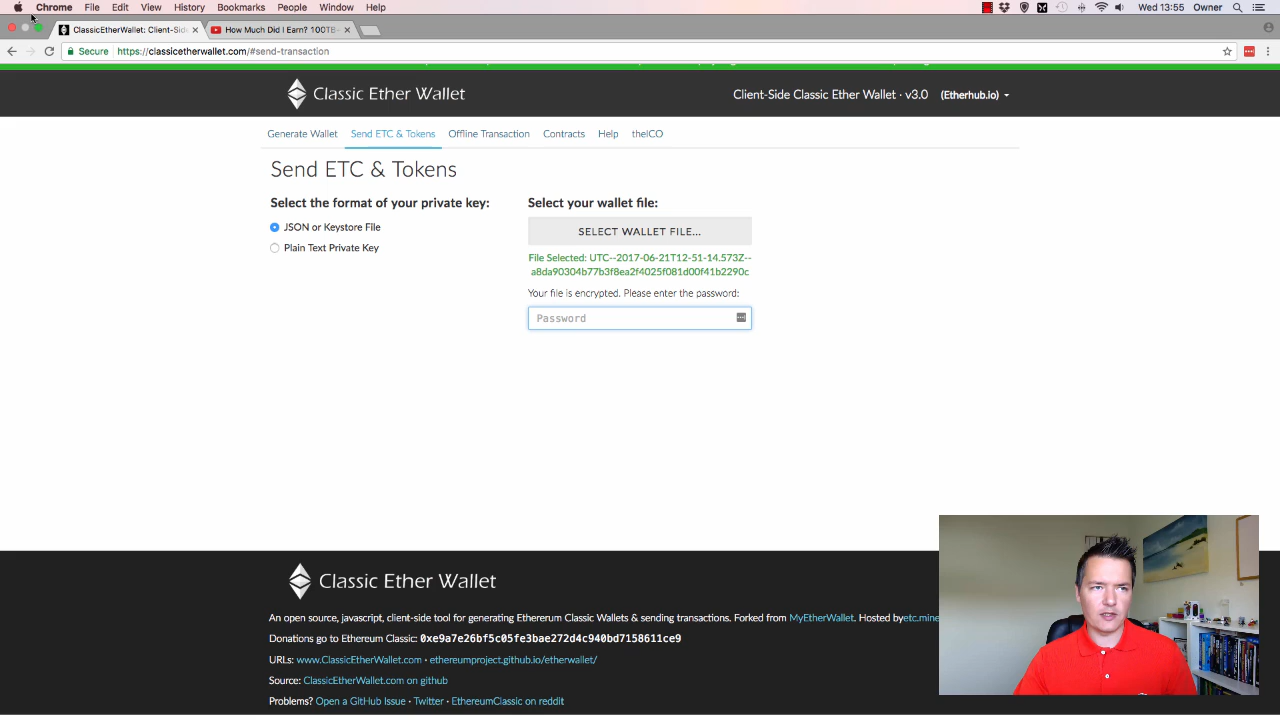 Chrome File Edit View History Bookmarks People Window Help Wed 13:55 Owner
ClassicEtherWallet: Client-Sid
How Much Did I Earn? 100TB
Secure https://classicetherwallet.com/#send-transaction
Classic Ether Wallet
Client-Side Classic Ether Wallet · v3.0 (Etherhub.io)
Generate Wallet Send ETC & Tokens Offline Transaction Contracts Help theICO
Send ETC & Tokens
Select the format of your private key:
JSON or Keystore File
Plain Text Private Key
Select your wallet file:
SELECT WALLET FILE...
File Selected: UTC--2017-06-21T12-51-14.573Z--
a8da90304b77b3f8ea2f4025f081d00f41b2290c
Your file is encrypted. Please enter the password:
Password
Classic Ether Wallet
An open source, javascript, client-side tool for generating Ethererum Classic Wallets & sending transactions. Forked from MyEtherWallet. Hosted byetc.mine
Donations go to Ethereum Classic: 0xe9a7e26bf5c05fe3bae272d4c940bd7158611ce9
URLs: www.ClassicEtherWallet.com · ethereumproject.github.io/etherwallet/
Source: ClassicEtherWallet.com on github
Problems? Open a GitHub Issue · Twitter · EthereumClassic on reddIt